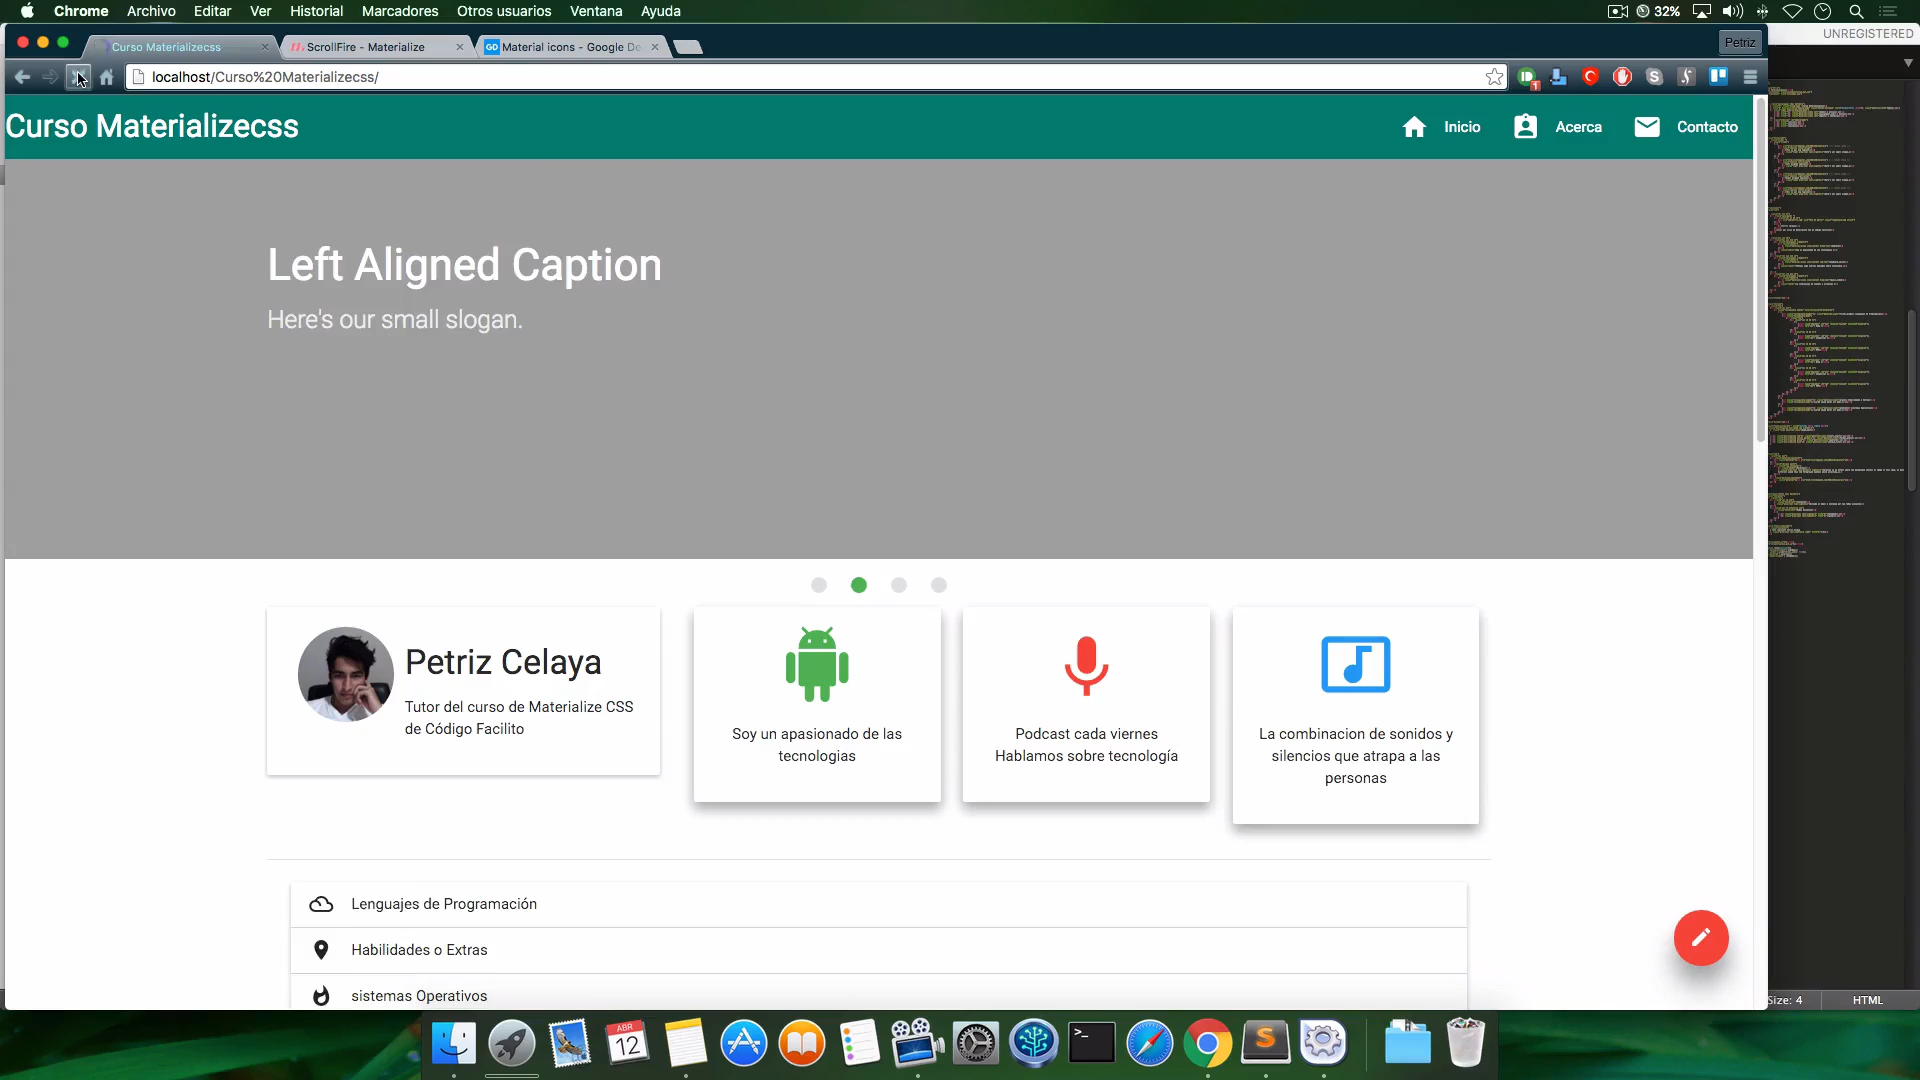 Chrome Archivo Editar Ver Historial Marcadores Otros usuarios Ventana Ayuda 32%
UNREGISTERED
Curso Materializecss ScrollFire - Materialize Material icons - Google De Petriz
localhost/Curso%20Materializecss/
Curso Materializecss Inicio Acerca Contacto
Left Aligned Caption
Here's our small slogan.
Petriz Celaya
Tutor del curso de Materialize CSS
de Código Facilito
Soy un apasionado de las
tecnologias
Podcast cada viernes
Hablamos sobre tecnología
La combinacion de sonidos y
silencios que atrapa a las
personas
Lenguajes de Programación
Habilidades o Extras
sistemas Operativos
Size: 4 HTML
ABR
12